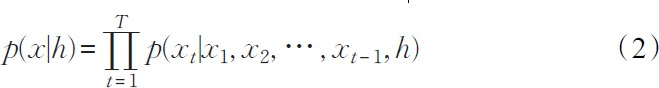 p(x|h)=∏_{t=1}^{T} p(x_t|x_1, x_2, ⋯, x_{t-1}, h) (2)